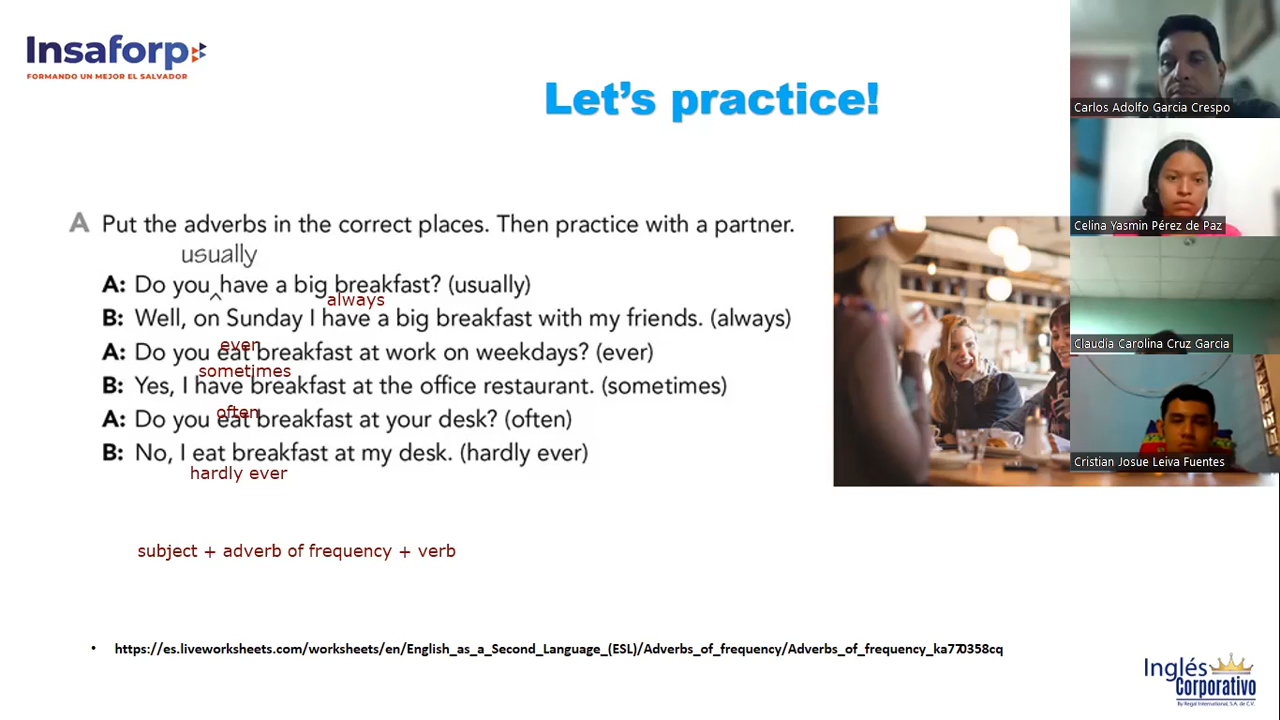 Insaforp
FORMANDO UN MEJOR EL SALVADOR
Let's practice!
A Put the adverbs in the correct places. Then practice with a partner.
usually
A: Do you ^ have a big breakfast? (usually)
always
B: Well, on Sunday I have a big breakfast with my friends. (always)
ever
A: Do you eat breakfast at work on weekdays? (ever)
sometimes
B: Yes, I have breakfast at the office restaurant. (sometimes)
often
A: Do you eat breakfast at your desk? (often)
B: No, I eat breakfast at my desk. (hardly ever)
hardly ever
subject + adverb of frequency + verb
• https://es.liveworksheets.com/worksheets/en/English_as_a_Second_Language_(ESL)/Adverbs_of_frequency/Adverbs_of_frequency_ka770358cq
Carlos Adolfo Garcia Crespo
Celina Yasmin Pérez de Paz
Claudia Carolina Cruz Garcia
Cristian Josue Leiva Fuentes
Inglés
Corporativo
By Regal International, S.A. de C.V.